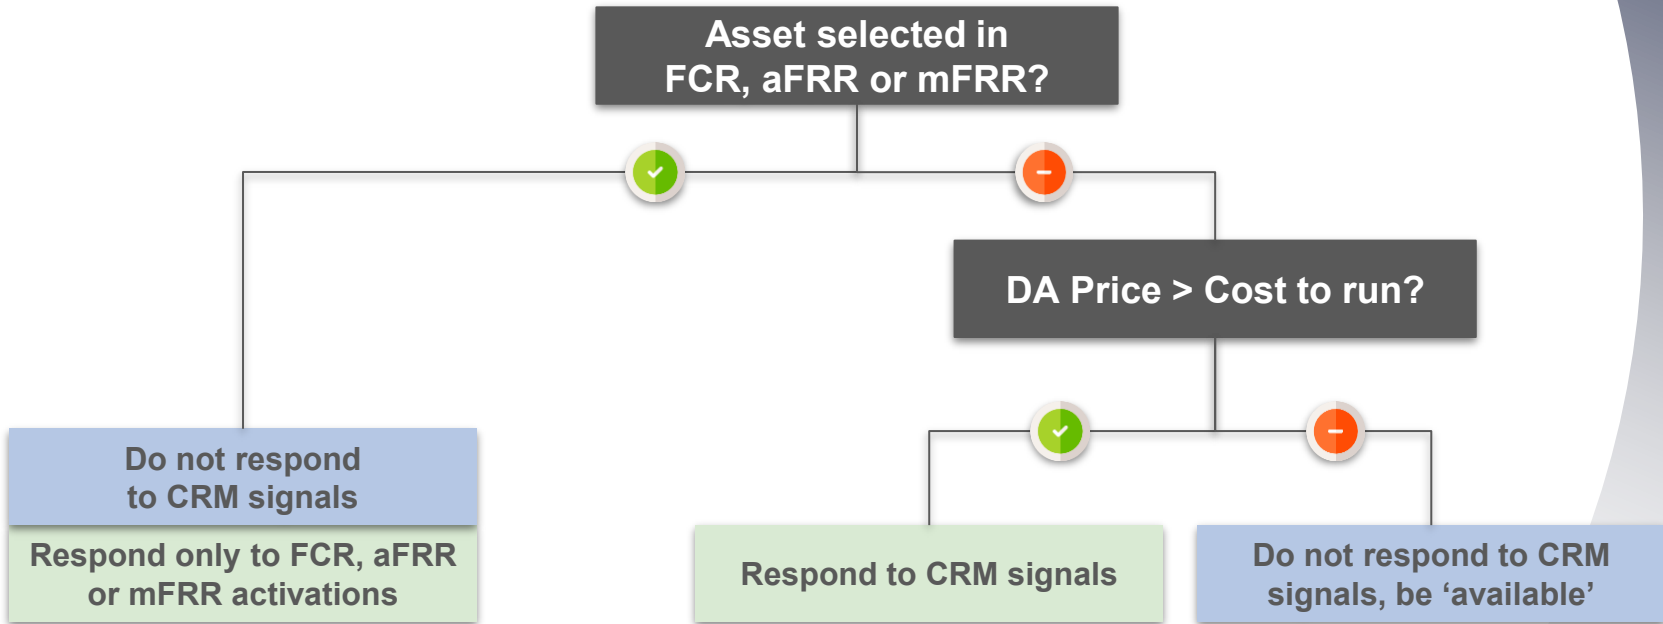 Asset selected in
FCR, aFRR or mFRR?
DA Price > Cost to run?
Do not respond
to CRM signals
Respond only to FCR, aFRR
or mFRR activations
Respond to CRM signals
Do not respond to CRM
signals, be ‘available’